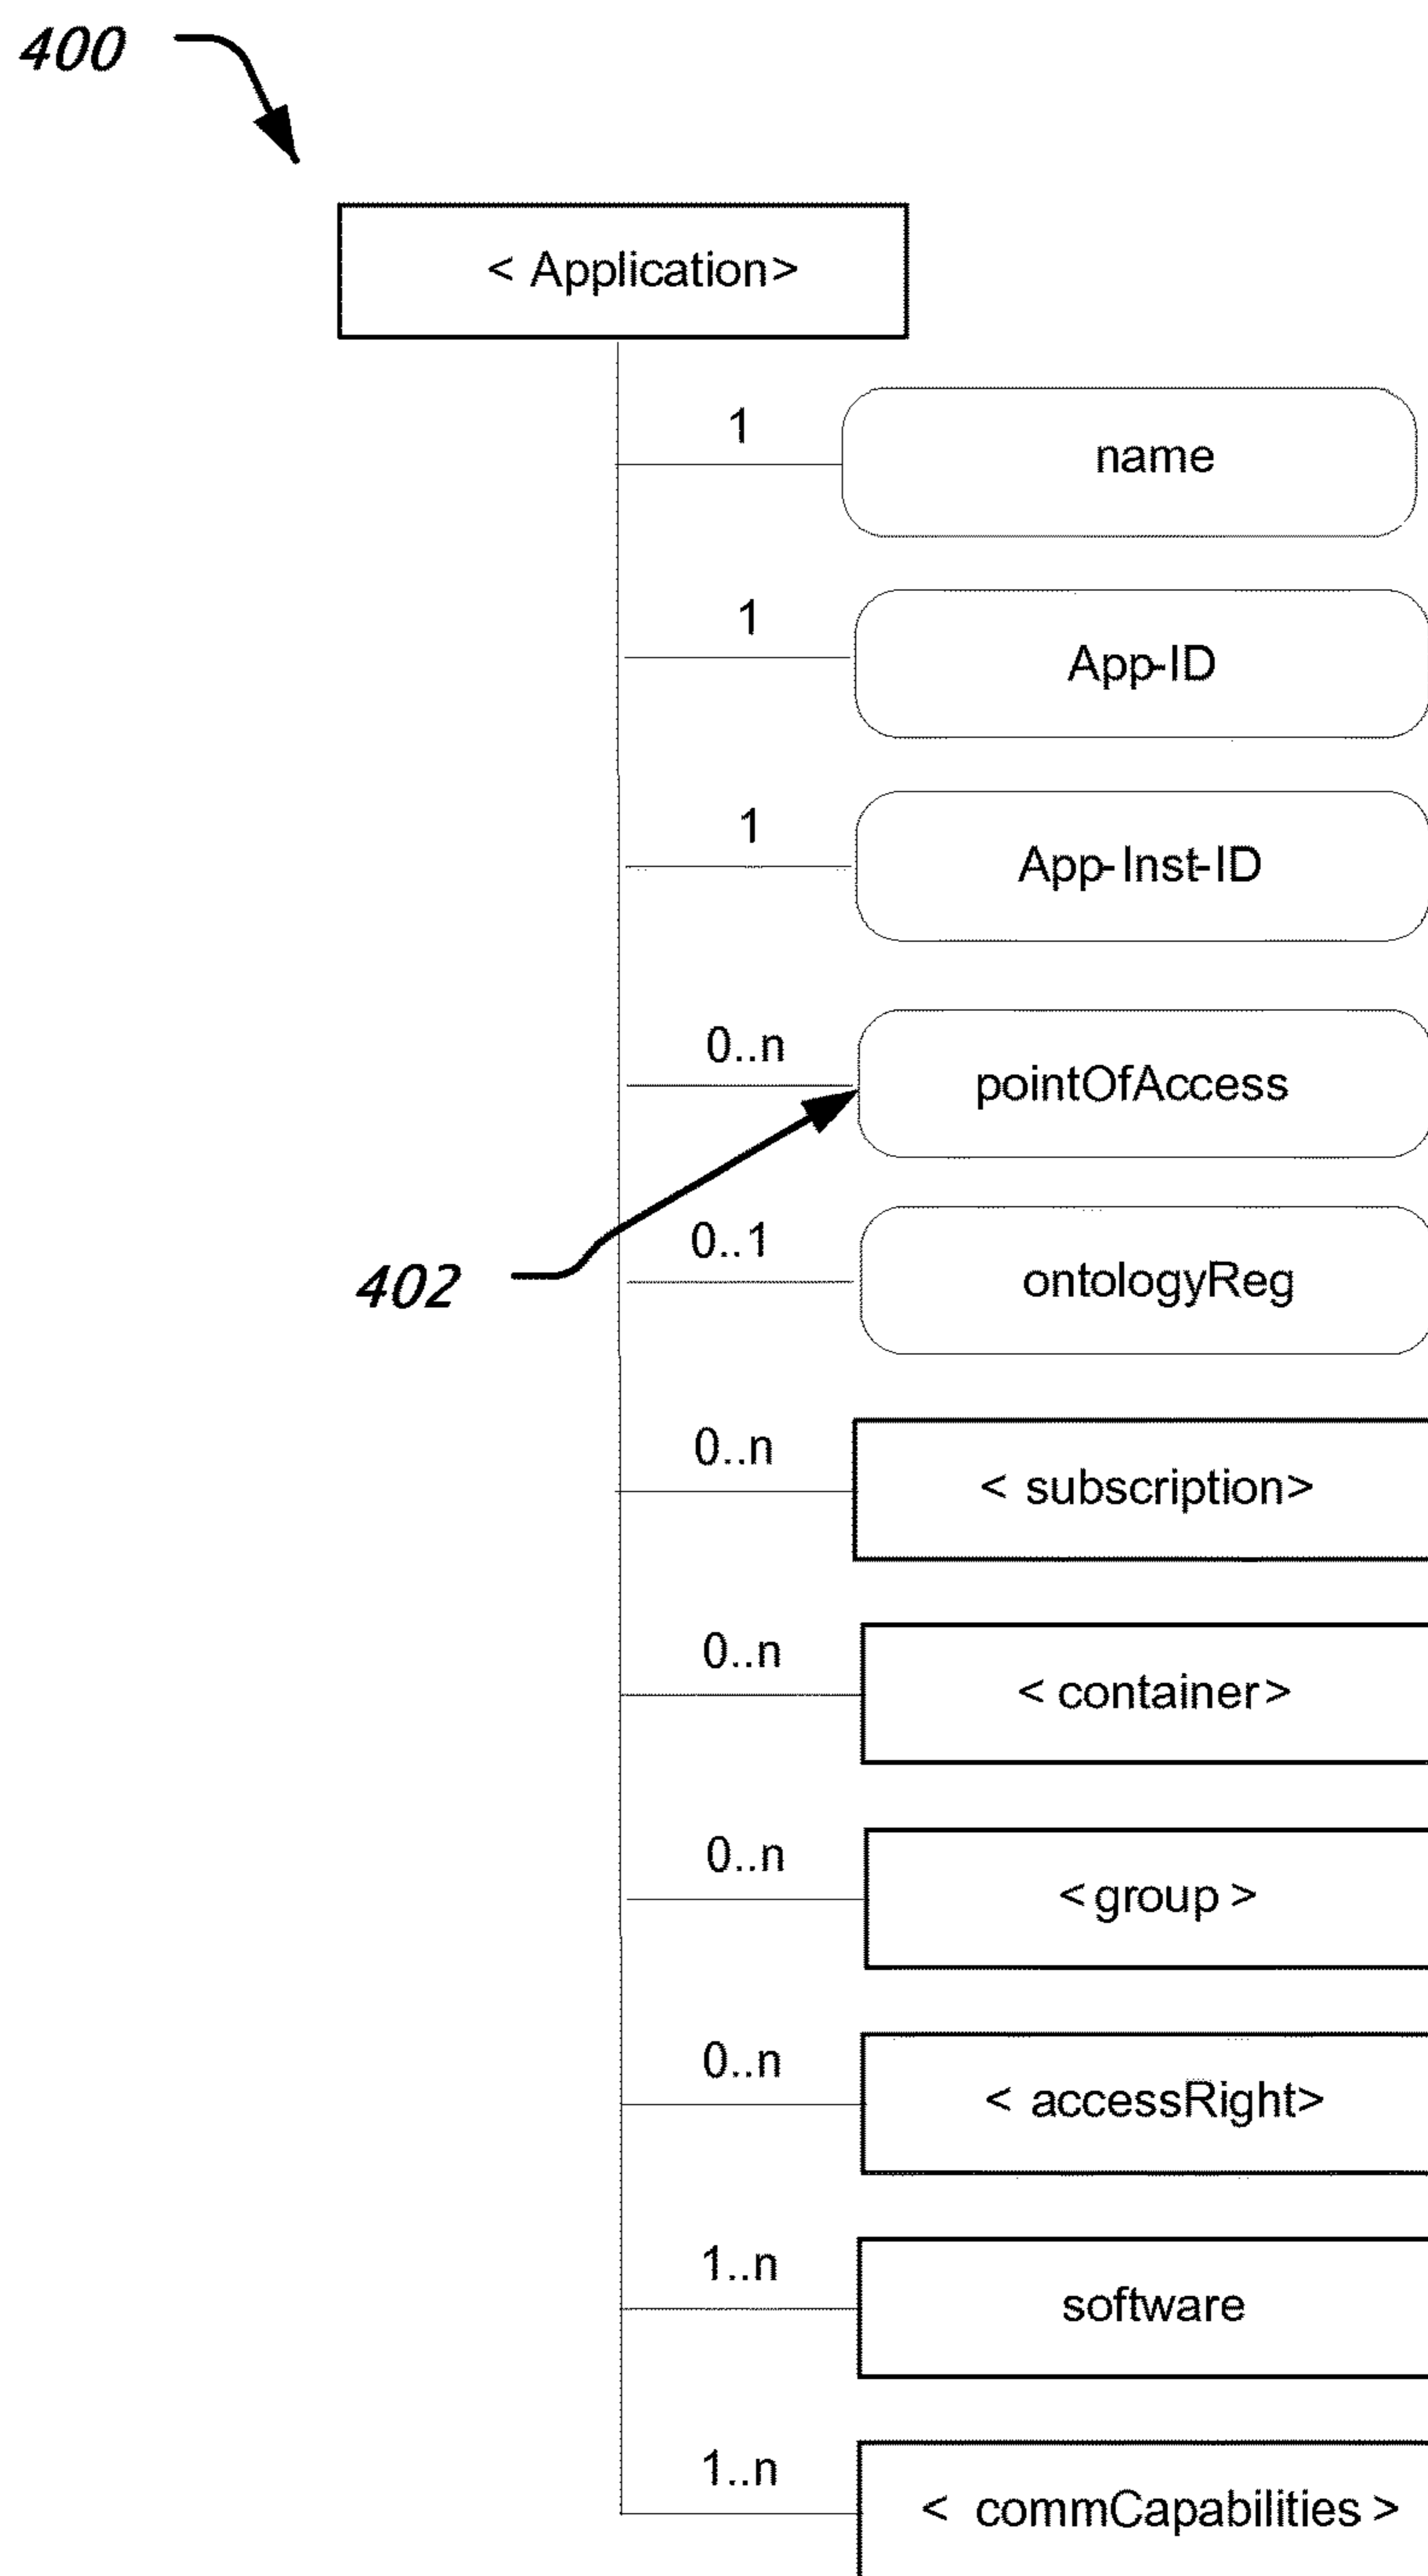 400
< Application>
1
name
1
App-ID
1
App-Inst-ID
0..n
pointOfAccess
402
0..1
ontologyReg
0..n
< subscription>
0..n
< container>
0..n
< group >
0..n
< accessRight>
1..n
software
1..n
< commCapabilities >